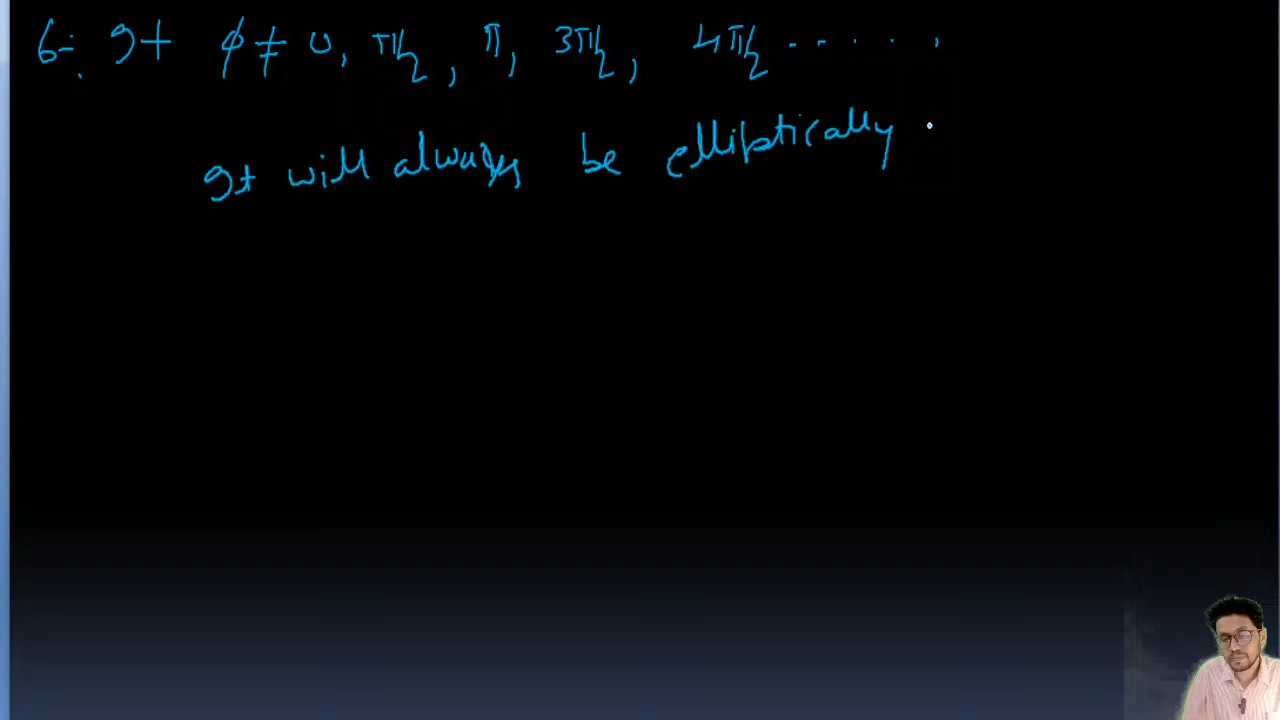 6÷ If φ ≠ 0, π/2, π, 3π/2, 4π/2 ......,
It will always be elliptically